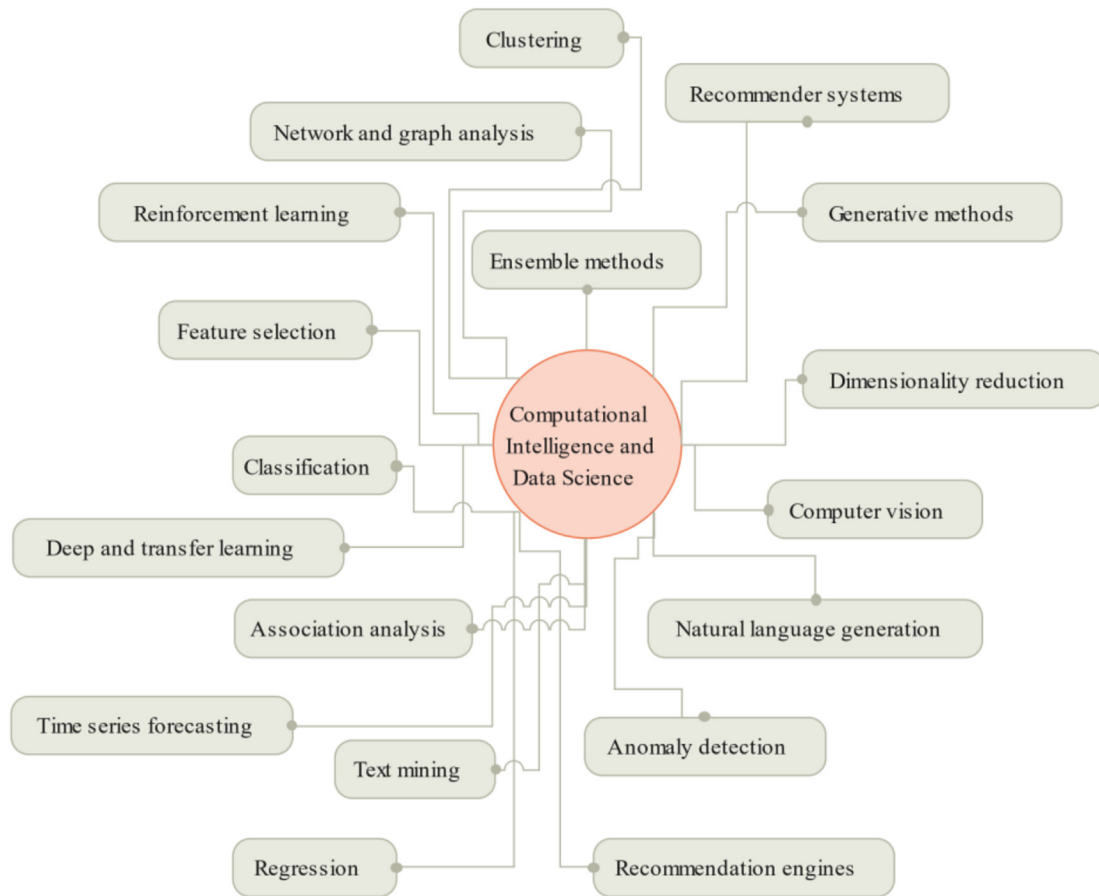 Clustering
Recommender systems
Network and graph analysis
Reinforcement learning
Generative methods
Ensemble methods
Feature selection
Dimensionality reduction
Computational
Intelligence and
Data Science
Classification
Computer vision
Deep and transfer learning
Association analysis
Natural language generation
Time series forecasting
Anomaly detection
Text mining
Regression
Recommendation engines